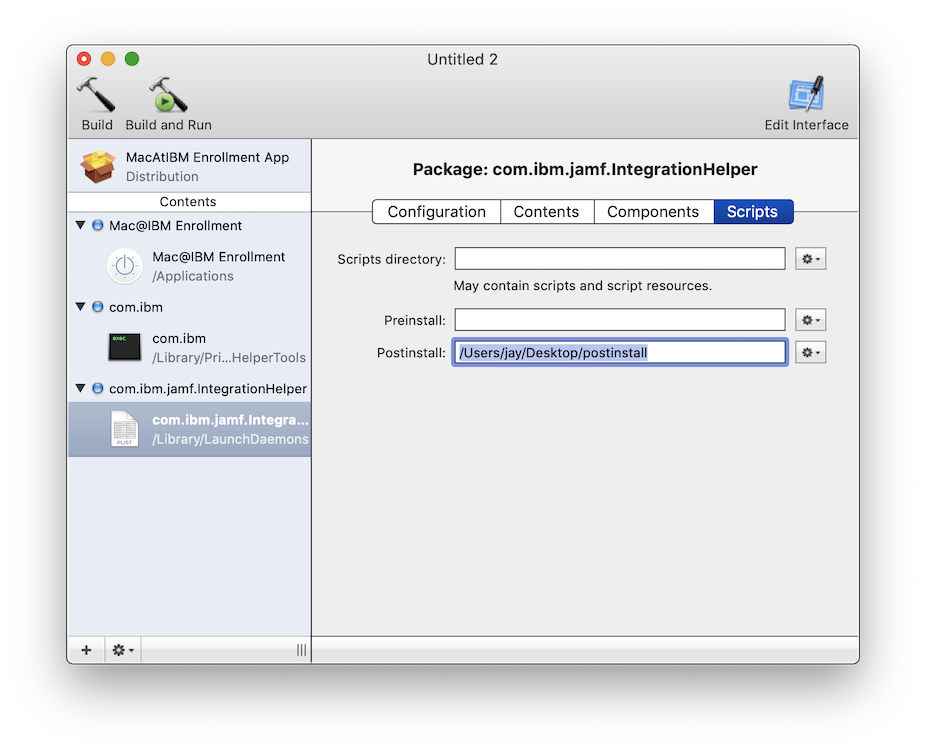 Untitled 2
Build
Build and Run
Edit Interface
MacAtIBM Enrollment App
Distribution
Contents
Mac@IBM Enrollment
Mac@IBM Enrollment
/Applications
com.ibm
exec
com.ibm
/Library/Pri...HelperTools
com.ibm.jamf.IntegrationHelper
PLIST
com.ibm.jamf.Integra...
/Library/LaunchDaemons
Package: com.ibm.jamf.IntegrationHelper
Configuration
Contents
Components
Scripts
Scripts directory:
May contain scripts and script resources.
Preinstall:
Postinstall:
/Users/jay/Desktop/postinstall